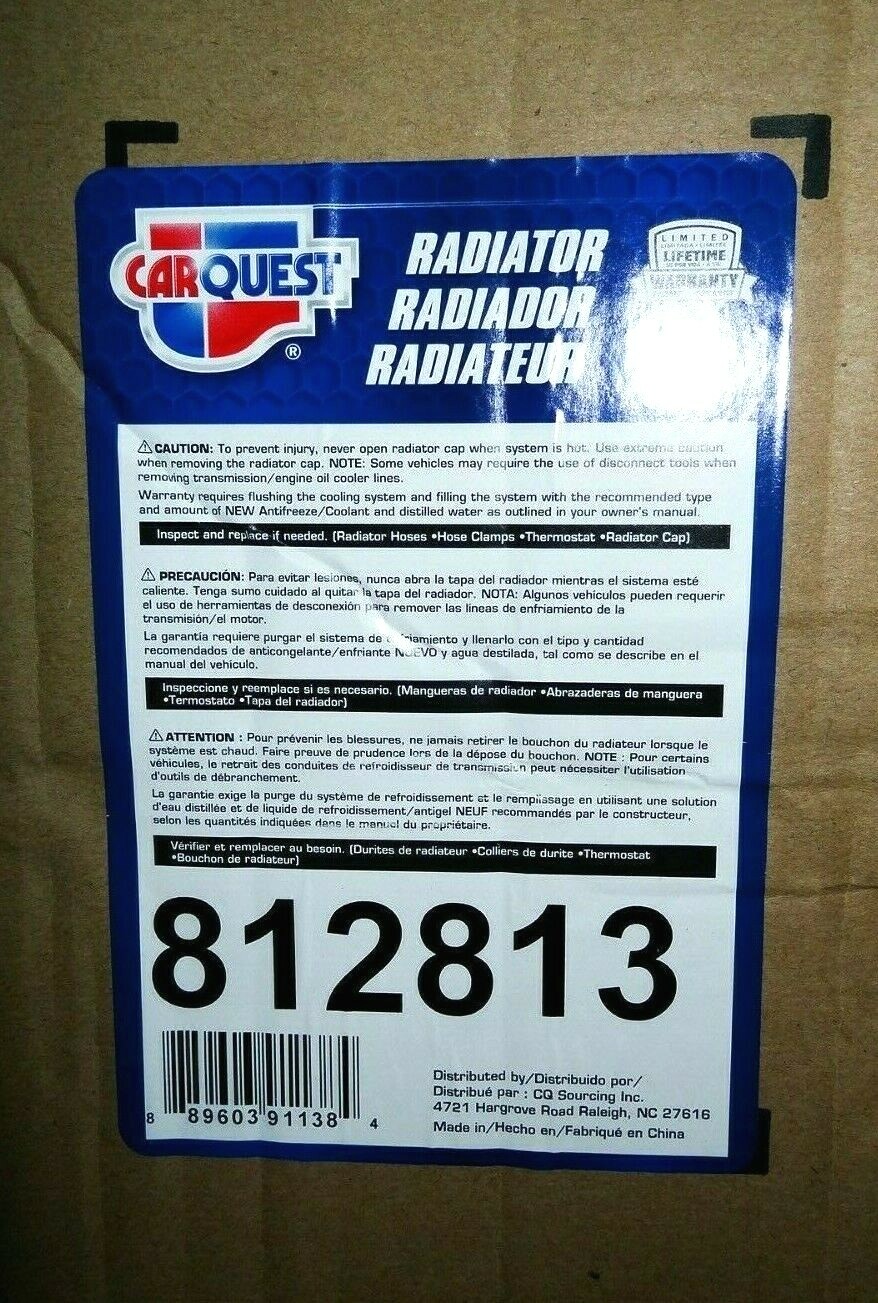 CARQUEST
®
RADIATOR
RADIADOR
RADIATEUR
LIMITED
LIFETIME
WARRANTY
⚠ CAUTION: To prevent injury, never open radiator cap when system is hot. Use extreme caution
when removing the radiator cap. NOTE: Some vehicles may require the use of disconnect tools when
removing transmission/engine oil cooler lines.
Warranty requires flushing the cooling system and filling the system with the recommended type
and amount of NEW Antifreeze/Coolant and distilled water as outlined in your owner's manual.
Inspect and replace if needed. (Radiator Hoses •Hose Clamps •Thermostat •Radiator Cap)
⚠ PRECAUCIÓN: Para evitar lesiones, nunca abra la tapa del radiador mientras el sistema esté
caliente. Tenga sumo cuidado al quitar la tapa del radiador. NOTA: Algunos vehículos pueden requerir
el uso de herramientas de desconexión para remover las lineas de enfriamiento de la
transmisión/el motor.
La garantía requiere purgar el sistema de enfriamiento y llenarlo con el tipo y cantidad
recomendados de anticongelante/enfriante NUEVO y agua destilada, tal como se describe en el
manual del vehículo.
Inspeccione y reemplace si es necesario. (Mangueras de radiador •Abrazaderas de manguera
•Termostato •Tapa del radiador)
⚠ ATTENTION : Pour prévenir les blessures, ne jamais retirer le bouchon du radiateur lorsque le
système est chaud. Faire preuve de prudence lors de la dépose du bouchon. NOTE : Pour certains
véhicules, le retrait des conduites de refroidisseur de transmission peut nécessiter l'utilisation
d'outils de débranchement.
La garantie exige la purge du système de refroidissement et le remplissage en utilisant une solution
d'eau distillée et de liquide de refroidissement/antigel NEUF recommandés par le constructeur,
selon les quantités indiquées dans le manuel du propriétaire.
Vérifier et remplacer au besoin. (Durites de radiateur •Colliers de durite •Thermostat
•Bouchon de radiateur)
812813
8 89603 91138 4
Distributed by/Distribuido por/
Distribué par : CQ Sourcing Inc.
4721 Hargrove Road Raleigh, NC 27616
Made in/Hecho en/Fabriqué en China